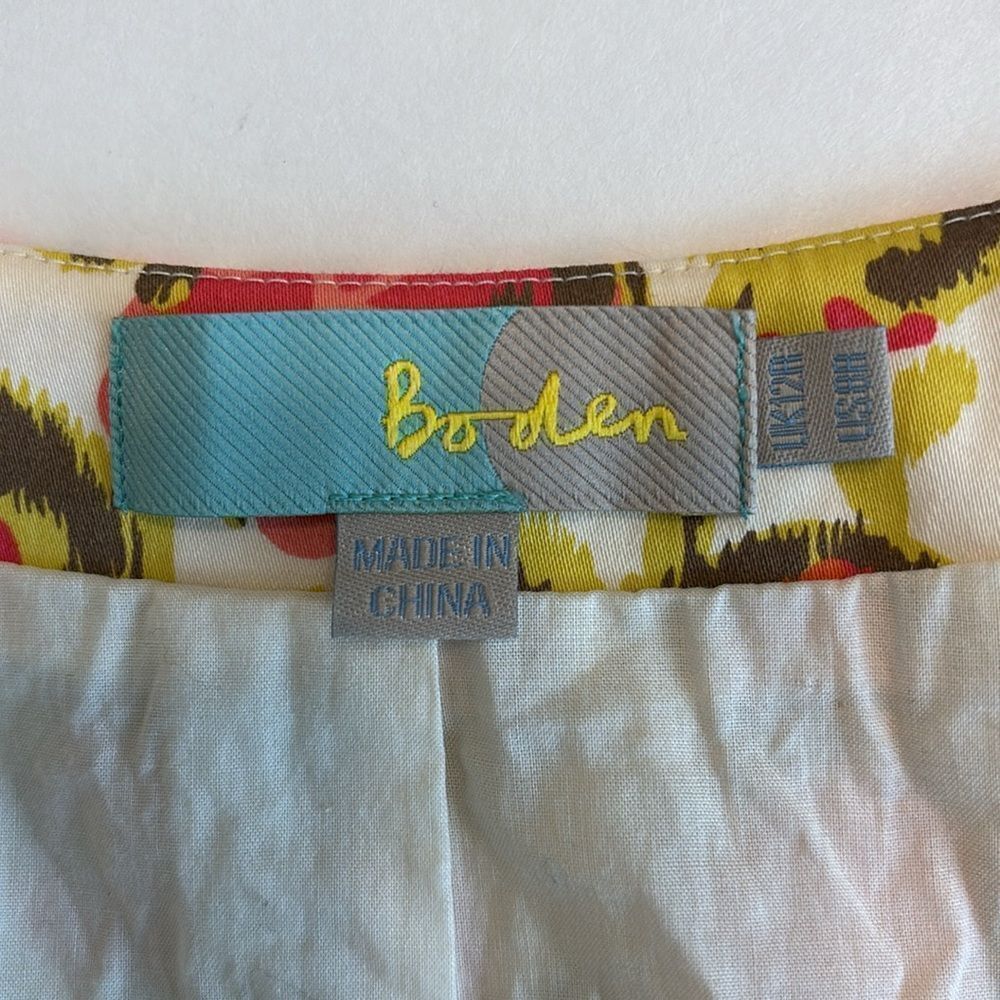 Boden
UK12R
US8R
MADE IN
CHINA